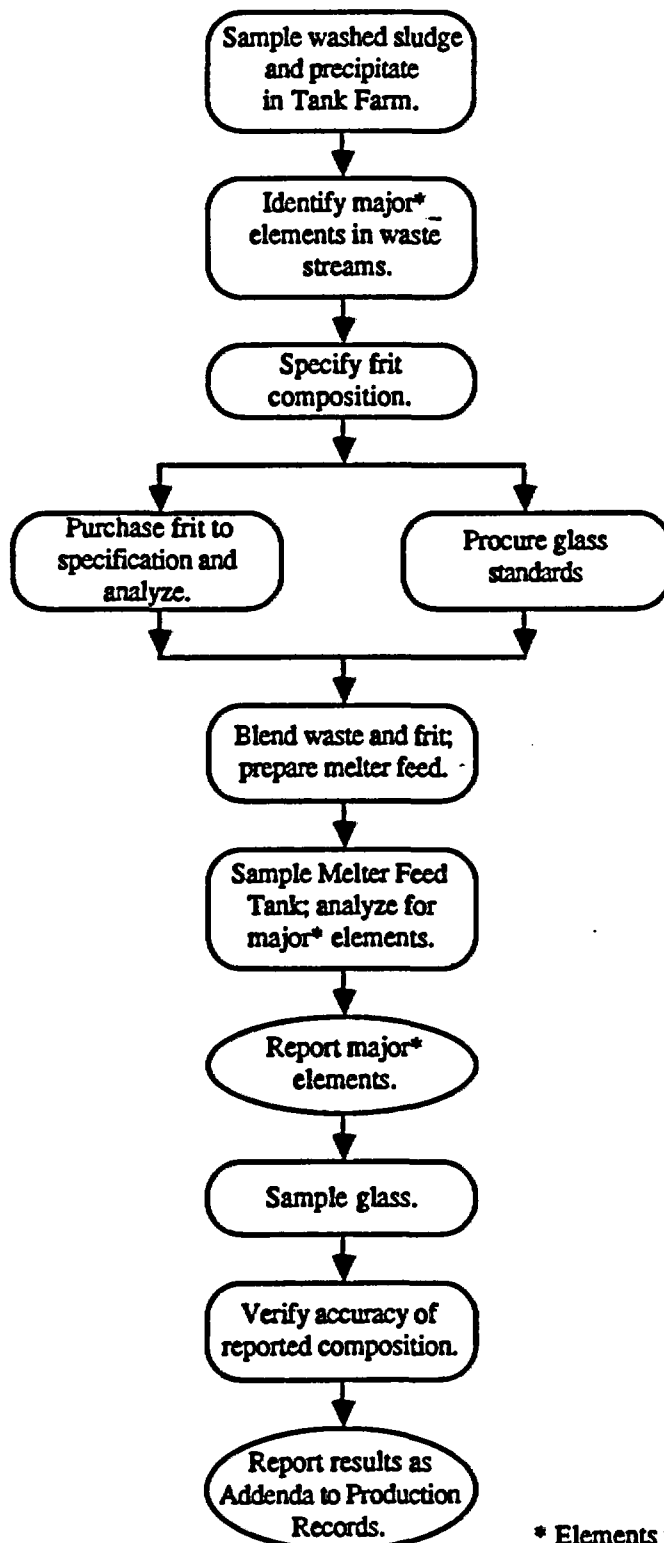 Sample washed sludge
and precipitate
in Tank Farm.
Identify major*
elements in waste
streams.
Specify frit
composition.
Purchase frit to
specification and
analyze.
Procure glass
standards
Blend waste and frit;
prepare melter feed.
Sample Melter Feed
Tank; analyze for
major* elements.
Report major*
elements.
Sample glass.
Verify accuracy of
reported composition.
Report results as
Addenda to Production
Records.
* Elements